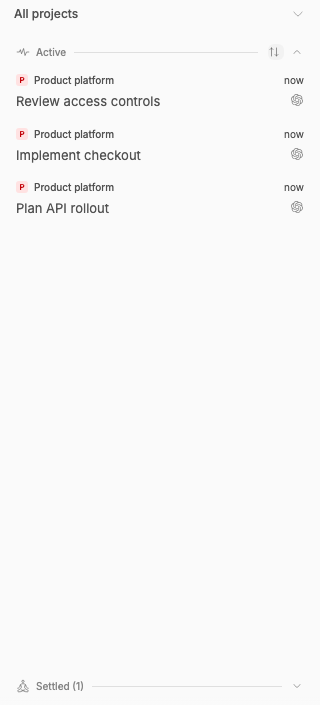 All projects
Active
P Product platform now
Review access controls
P Product platform now
Implement checkout
P Product platform now
Plan API rollout
Settled (1)